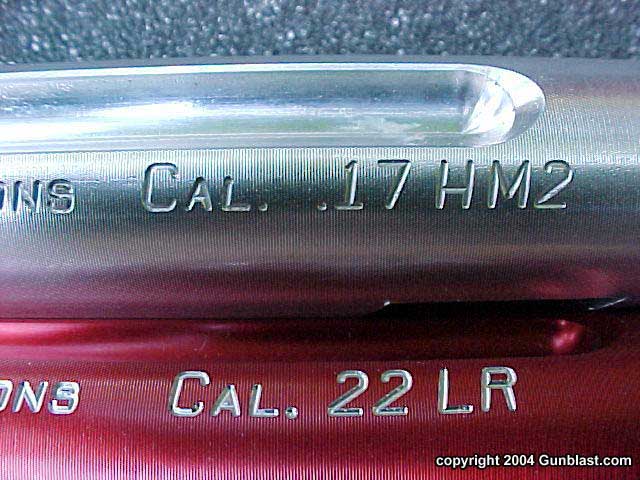 ONS CAL. .17 HM2
ONS CAL. 22 LR
copyright 2004 Gunblast.com